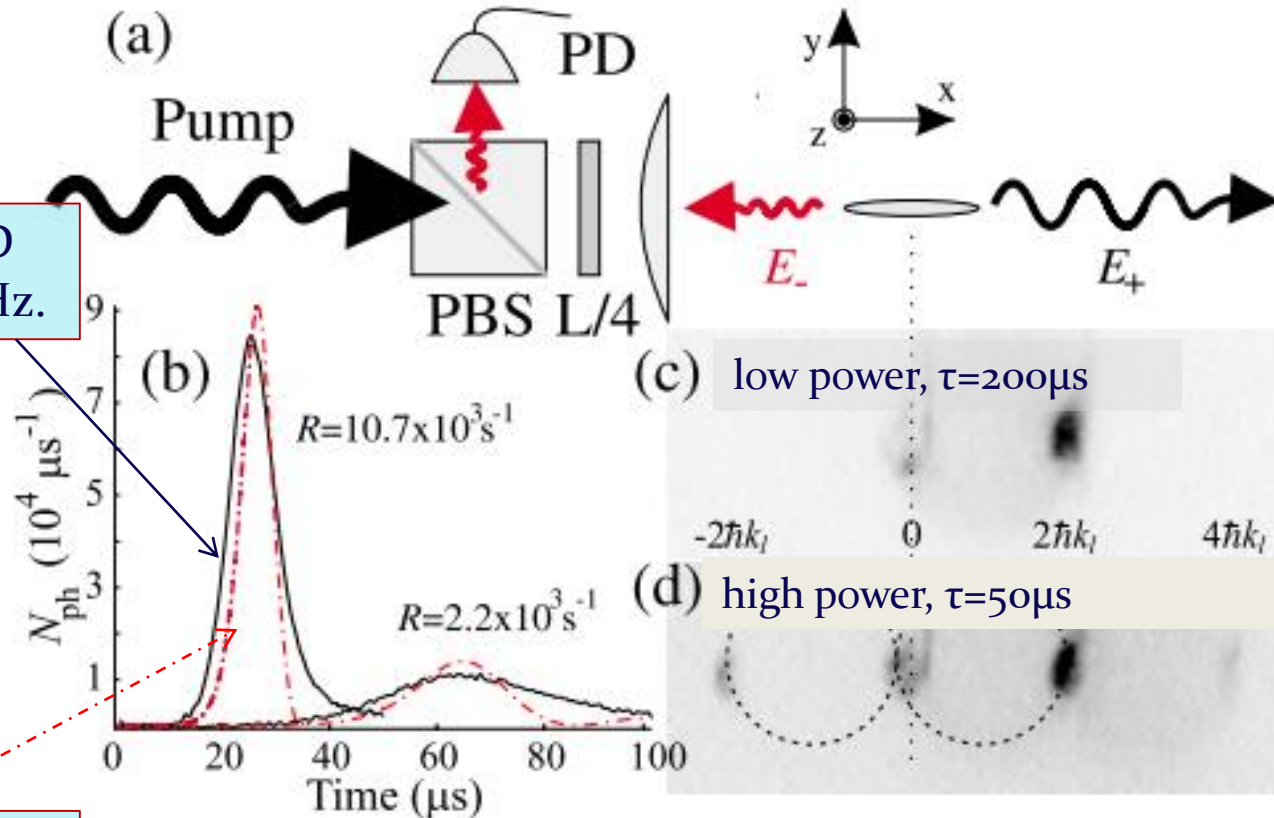 (a)
PD
Pump
y
x
z
E₋
E₊
PBS L/4
Hz.
(b)
R=10.7x10³s⁻¹
R=2.2x10³s⁻¹
N_ph (10⁴ μs⁻¹)
9
7
5
3
1
0 20 40 60 80 100
Time (μs)
(c) low power, τ=200μs
-2ℏk_l 0 2ℏk_l 4ℏk_l
(d) high power, τ=50μs